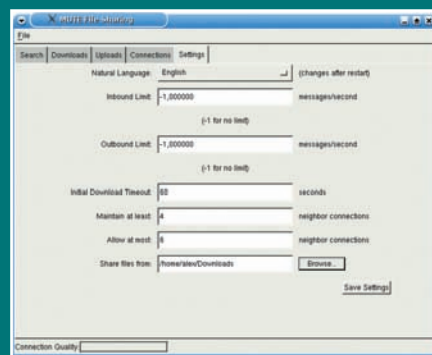 MUTE File Sharing
File
Search Downloads Uploads Connections Settings
Natural Language: English (changes after restart)
Inbound Limit: -1,000000 messages/second
(-1 for no limit)
Outbound Limit: -1,000000 messages/second
(-1 for no limit)
Initial Download Timeout: 60 seconds
Maintain at least: 4 neighbor connections
Allow at most: 6 neighbor connections
Share files from: /home/alex/Downloads Browse...
Save Settings
Connection Quality: